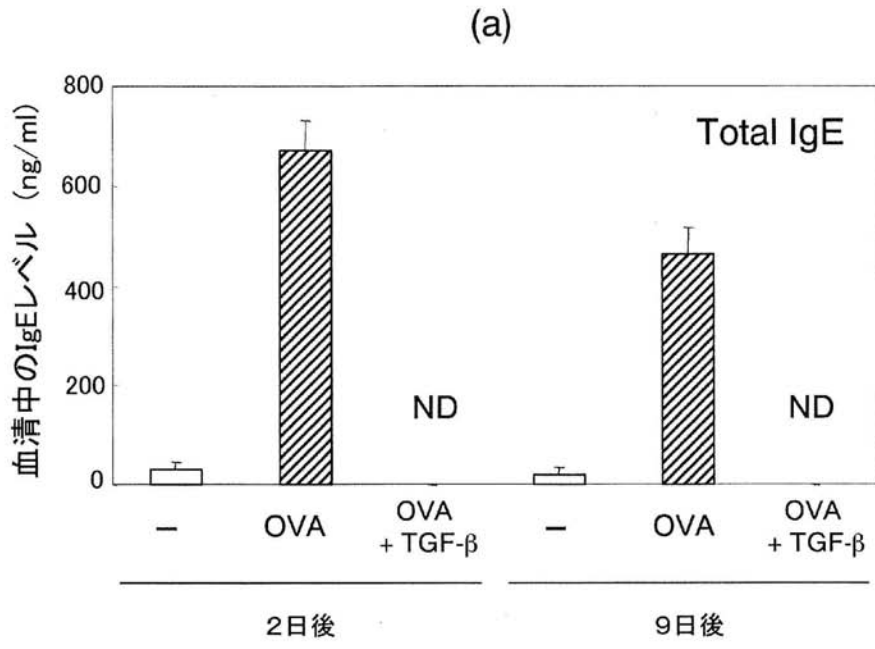 (a)
血清中のIgEレベル (ng/ml)
800
600
400
200
0
Total IgE
ND
ND
–
OVA
OVA
+ TGF-β
–
OVA
OVA
+ TGF-β
2日後
9日後